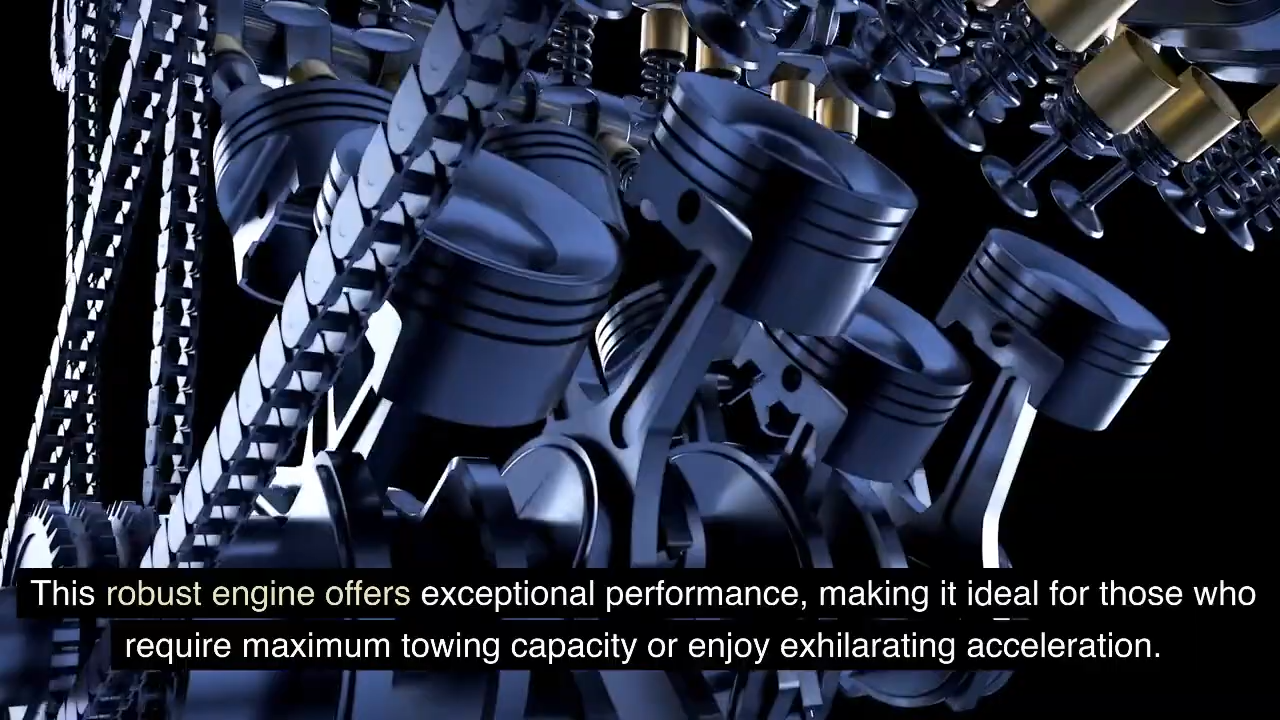 This robust engine offers exceptional performance, making it ideal for those who
require maximum towing capacity or enjoy exhilarating acceleration.